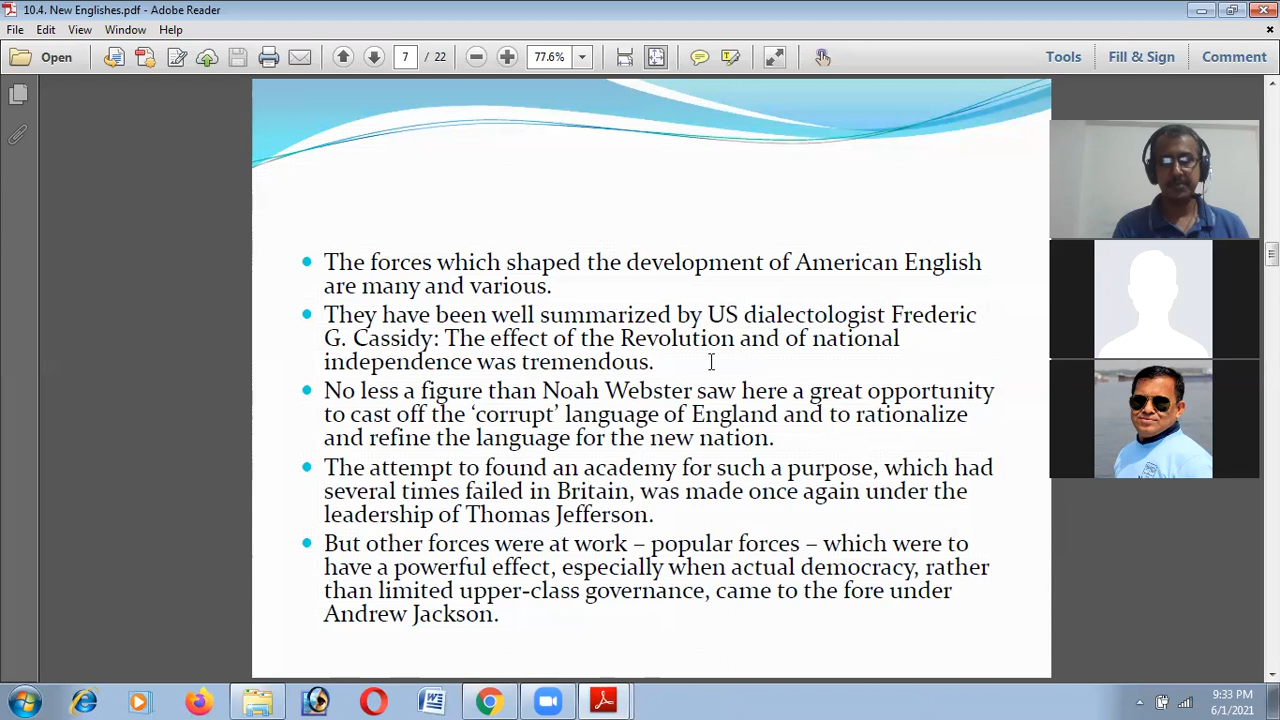 10.4. New Englishes.pdf - Adobe Reader
File Edit View Window Help
Open 7 / 22 77.6% Tools Fill & Sign Comment
The forces which shaped the development of American English
are many and various.
They have been well summarized by US dialectologist Frederic
G. Cassidy: The effect of the Revolution and of national
independence was tremendous.
No less a figure than Noah Webster saw here a great opportunity
to cast off the ‘corrupt’ language of England and to rationalize
and refine the language for the new nation.
The attempt to found an academy for such a purpose, which had
several times failed in Britain, was made once again under the
leadership of Thomas Jefferson.
But other forces were at work – popular forces – which were to
have a powerful effect, especially when actual democracy, rather
than limited upper-class governance, came to the fore under
Andrew Jackson.
9:33 PM
6/1/2021